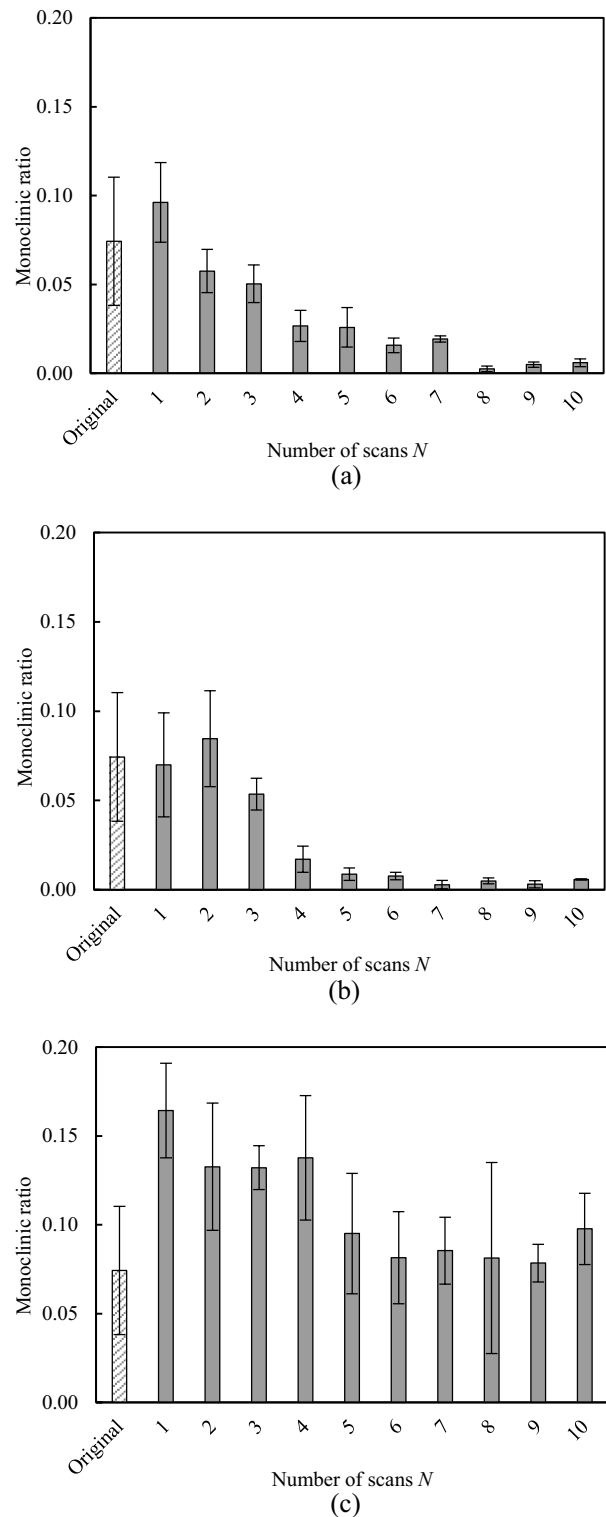 0.20
0.15
0.10
0.05
0.00
Monoclinic ratio
Original 1 2 3 4 5 6 7 8 9 10
Number of scans N
(a)
0.20
0.15
0.10
0.05
0.00
Monoclinic ratio
Original 1 2 3 4 5 6 7 8 9 10
Number of scans N
(b)
0.20
0.15
0.10
0.05
0.00
Monoclinic ratio
Original 1 2 3 4 5 6 7 8 9 10
Number of scans N
(c)